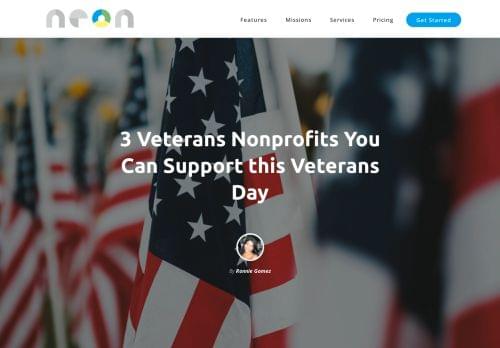 neon
Features Missions Services Pricing Get Started
3 Veterans Nonprofits You
Can Support this Veterans
Day
By Ronnie Gomez